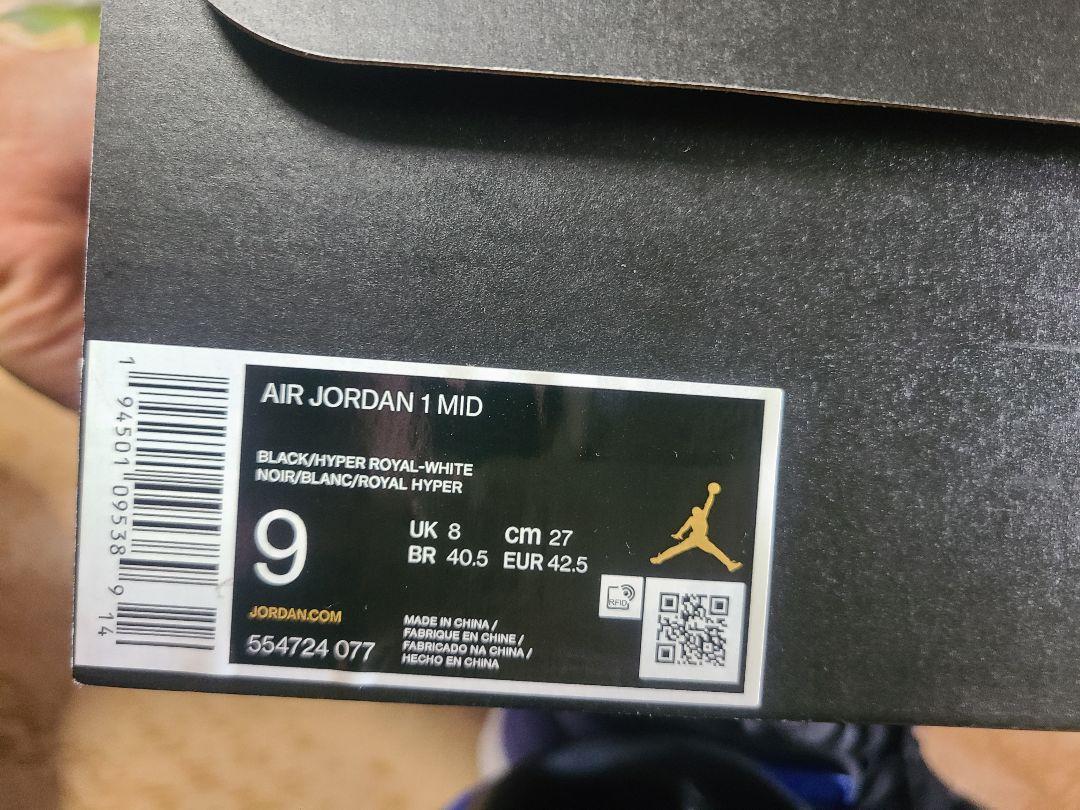 AIR JORDAN 1 MID
BLACK/HYPER ROYAL-WHITE
NOIR/BLANC/ROYAL HYPER
9
UK 8 cm 27
BR 40.5 EUR 42.5
RFID
JORDAN.COM
554724 077
MADE IN CHINA /
FABRIQUE EN CHINE /
FABRICADO NA CHINA /
HECHO EN CHINA
1 94501 09538 9 14